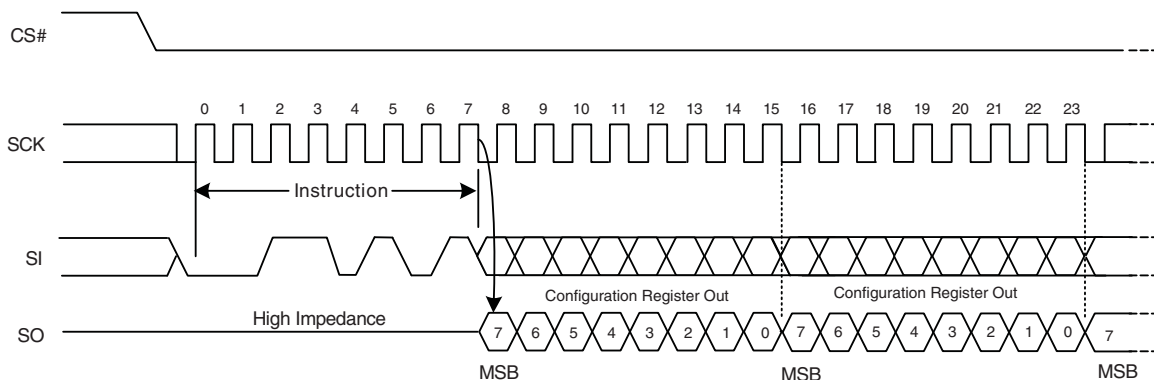 CS#
0 1 2 3 4 5 6 7 8 9 10 11 12 13 14 15 16 17 18 19 20 21 22 23
SCK
Instruction
SI
Configuration Register Out Configuration Register Out
High Impedance
SO 7 6 5 4 3 2 1 0 7 6 5 4 3 2 1 0 7
MSB MSB MSB